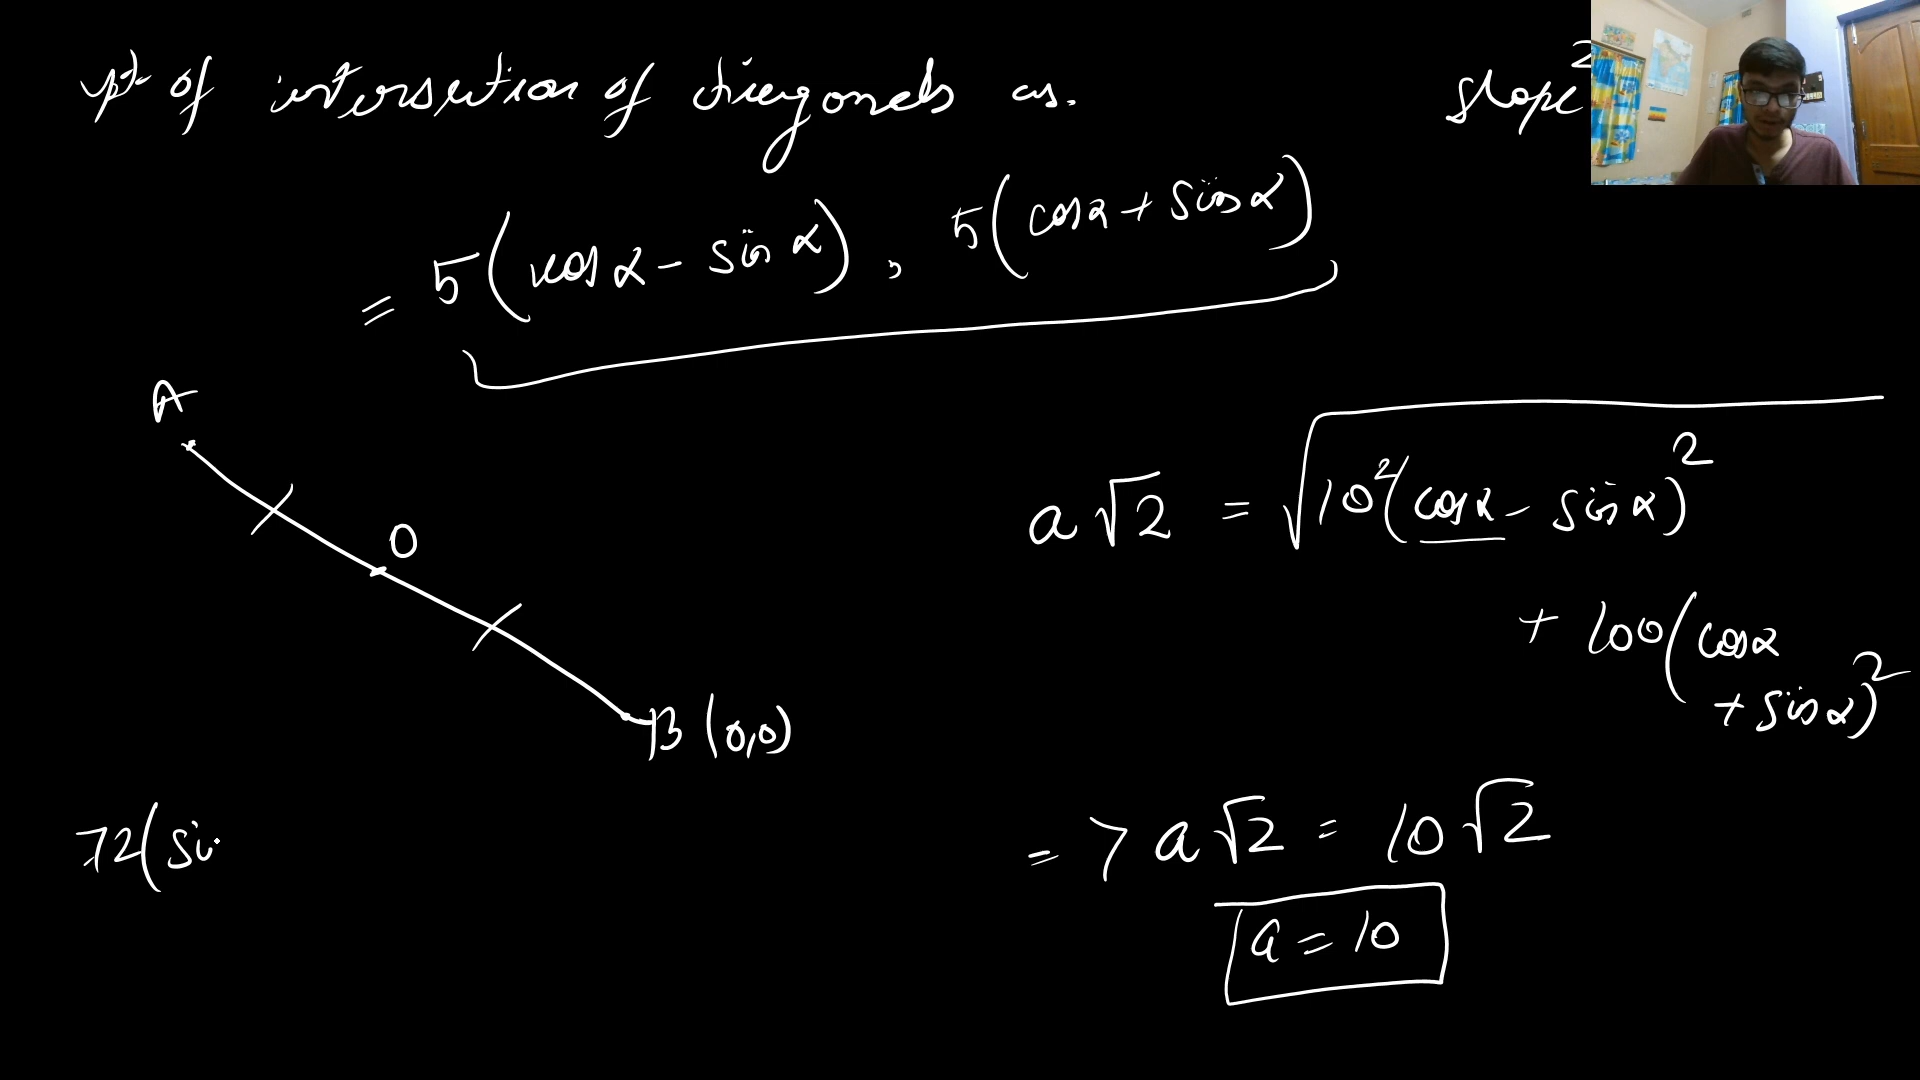 pt of intersection of diagonals as.
slope²
= 5(cos α - sin α), 5(cos α + sin α)
A
O
B (0,0)
a√2 = √10²(cos α - sin α)²
+ 100(cos α
+ sin α)²
=> a√2 = 10√2
a = 10
72(si